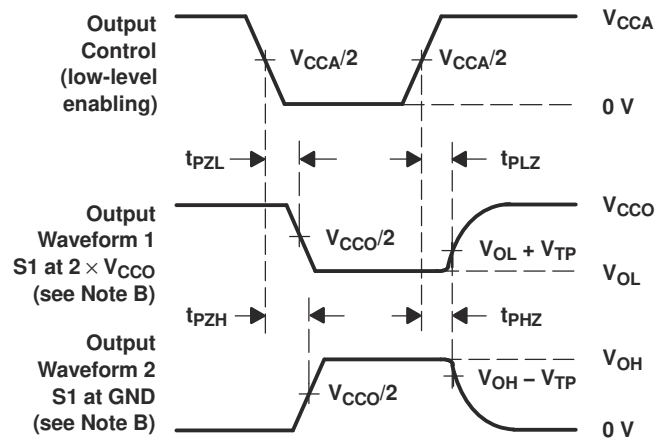 Output
Control
(low-level
enabling)
VCCA/2
VCCA/2
VCCA
0 V
tPZL
tPLZ
Output
Waveform 1
S1 at 2 × VCCO
(see Note B)
VCCO/2
VCCO
VOL + VTP
VOL
tPZH
tPHZ
Output
Waveform 2
S1 at GND
(see Note B)
VCCO/2
VOH
VOH − VTP
0 V